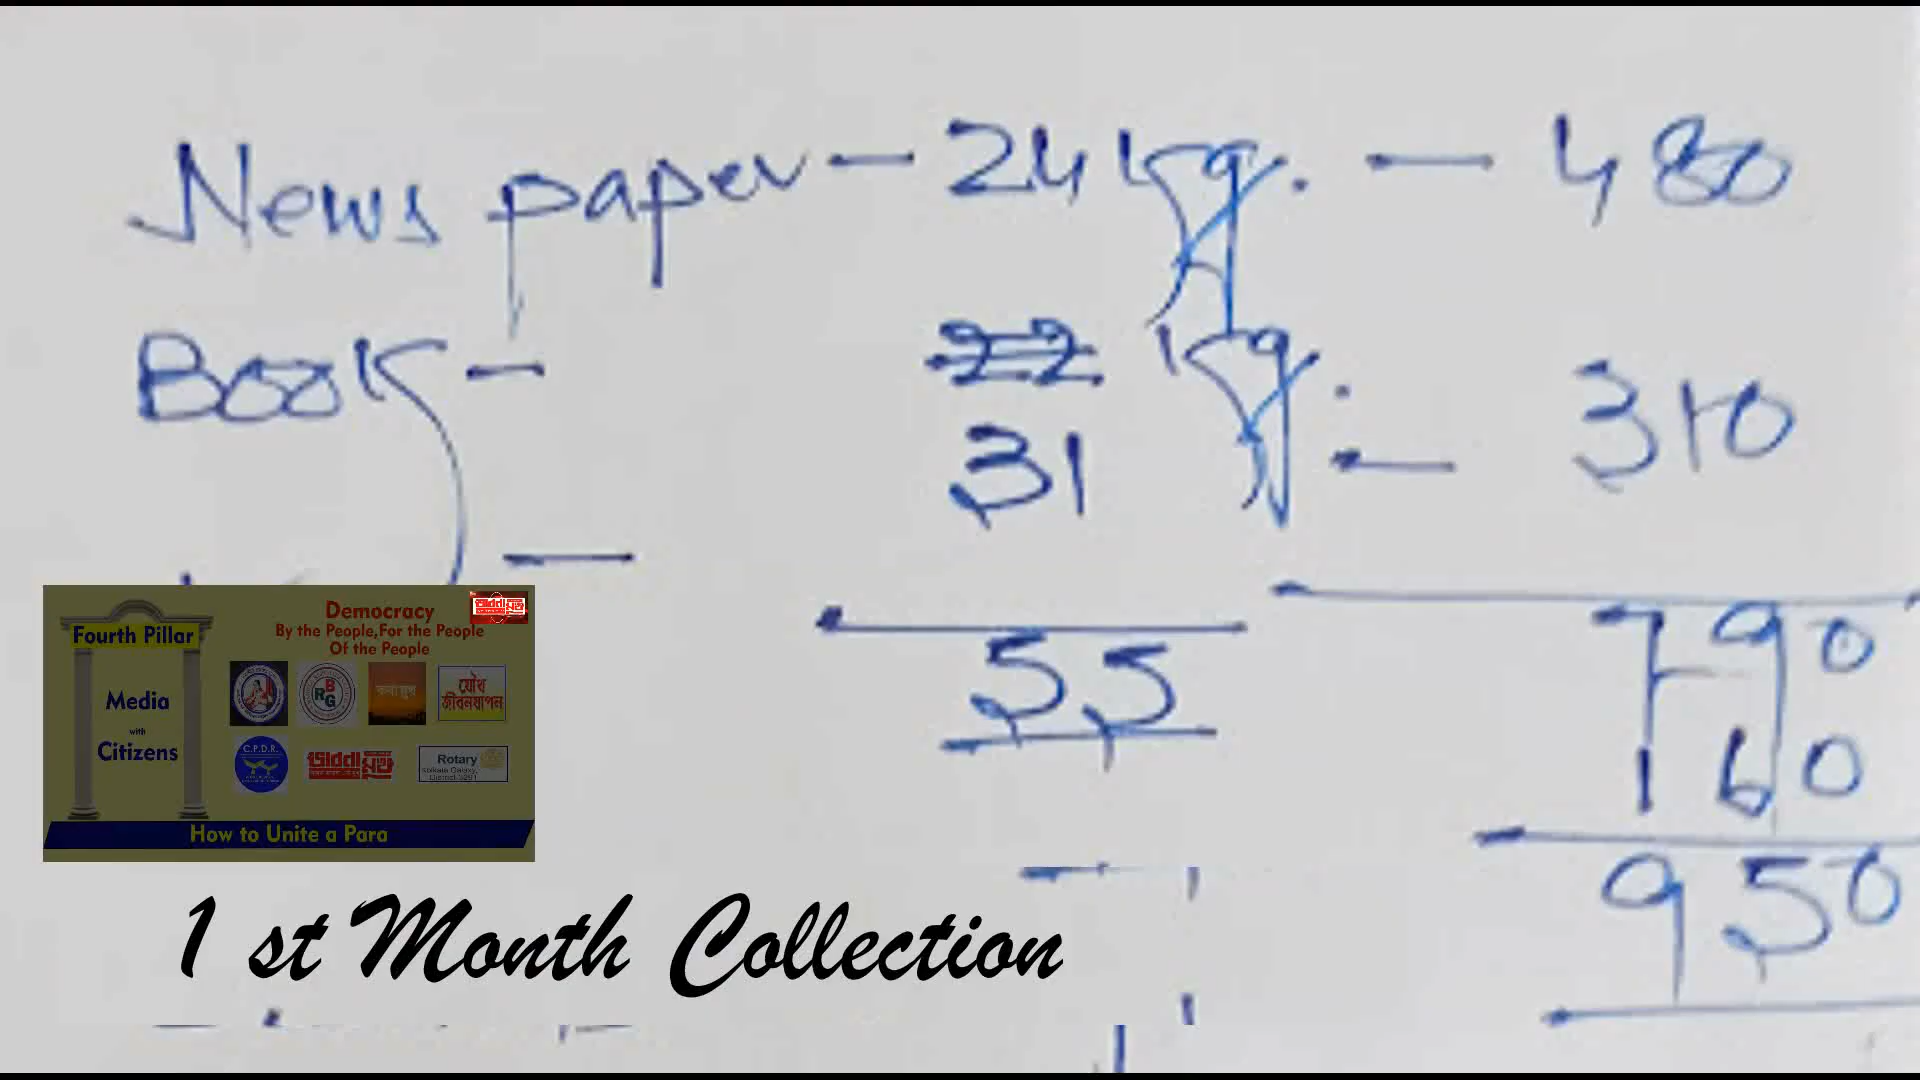 News paper - 24 kg. - 480
Book - 22 kg.
31 - 310
-
55
790
160
950
Fourth Pillar
Media
with
Citizens
Democracy
By the People,For the People
Of the People
যৌথ
জীবনযাপন
C.P.D.R.
Rotary
How to Unite a Para
1 st Month Collection